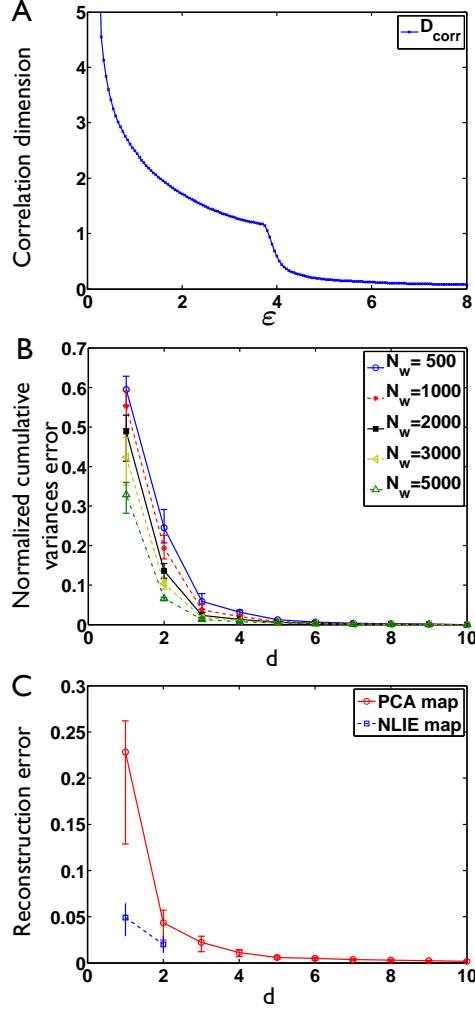 A
Correlation dimension
5
4
3
2
1
0
D_corr
0 2 4 6 8
ε
B
Normalized cumulative
variances error
0.7
0.6
0.5
0.4
0.3
0.2
0.1
0
N_w= 500
N_w=1000
N_w=2000
N_w=3000
N_w=5000
0 2 4 6 8 10
d
C
Reconstruction error
0.3
0.25
0.2
0.15
0.1
0.05
0
PCA map
NLIE map
0 2 4 6 8 10
d